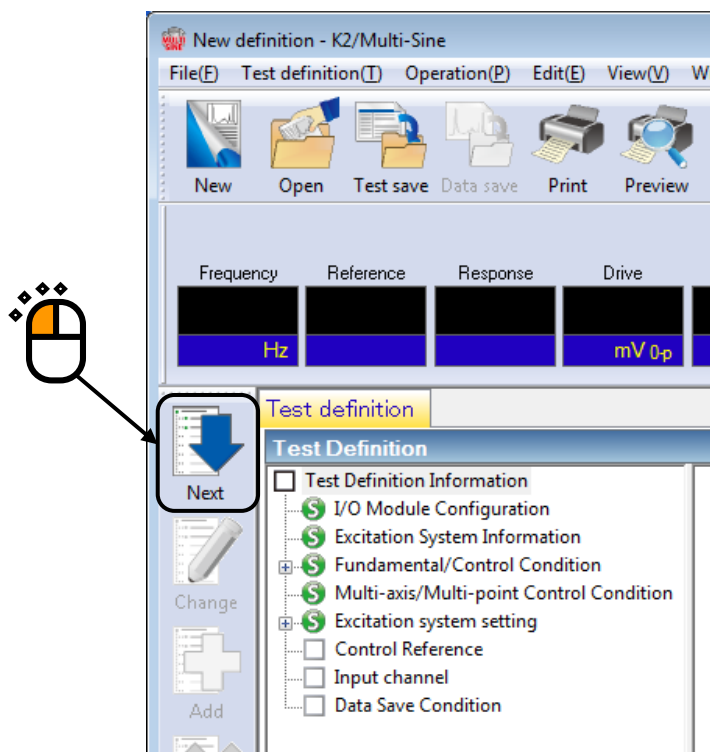 New definition - K2/Multi-Sine
File(F) Test definition(T) Operation(P) Edit(E) View(V) W
New Open Test save Data save Print Preview
Frequency Reference Response Drive
Hz mV 0-p
Test definition
Test Definition
Next
Test Definition Information
S I/O Module Configuration
S Excitation System Information
S Fundamental/Control Condition
S Multi-axis/Multi-point Control Condition
S Excitation system setting
Control Reference
Input channel
Data Save Condition
Change
Add